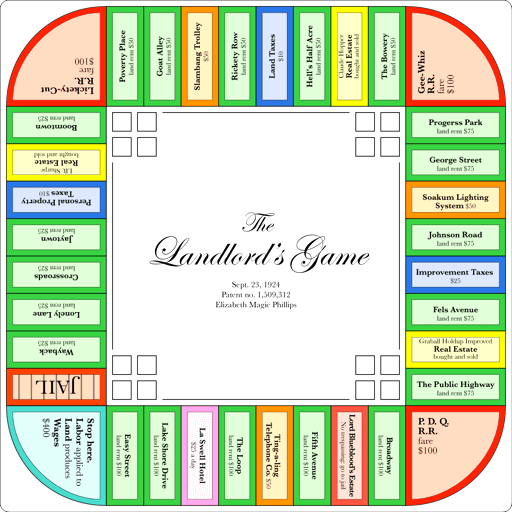 Lickety-Cut
R.R.
fare
$100
Poverty Place
land rent $50
Goat Alley
land rent $50
Slambang Trolley
$50
Rickety Row
land rent $50
Land Taxes
$10
Hell's Half Acre
land rent $50
Claude Hopper
Real Estate
bought and sold
The Bowery
land rent $50
Gee-Whiz
R.R.
fare
$100
Progerss Park
land rent $75
George Street
land rent $75
Soakum Lighting
System $50
Johnson Road
land rent $75
Improvement Taxes
$25
Fels Avenue
land rent $75
Graball Holdup Improved
Real Estate
bought and sold
The Public Highway
land rent $75
P. D. Q.
R.R.
fare
$100
Broadway
land rent $100
Lord Blueblood's Estate
No trespassing: go to jail
Fifth Avenue
land rent $100
Ting-a-ling
Telephone Co. $50
The Loop
land rent $100
La Swell Hotel
$25 a day
Lake Shore Drive
land rent $100
Easy Street
land rent $100
Stop here.
Labor applied to
Land produces
Wages
$400
JAIL
Wayback
land rent $25
Lonely Lane
land rent $25
Crossroads
land rent $25
Jaytown
land rent $25
Personal Property
Taxes $10
I.B. Sharpe
Real Estate
bought and sold
Boomtown
land rent $25
The
Landlord's Game
Sept. 23, 1924
Patent no. 1,509,312
Elizabeth Magie Phillips